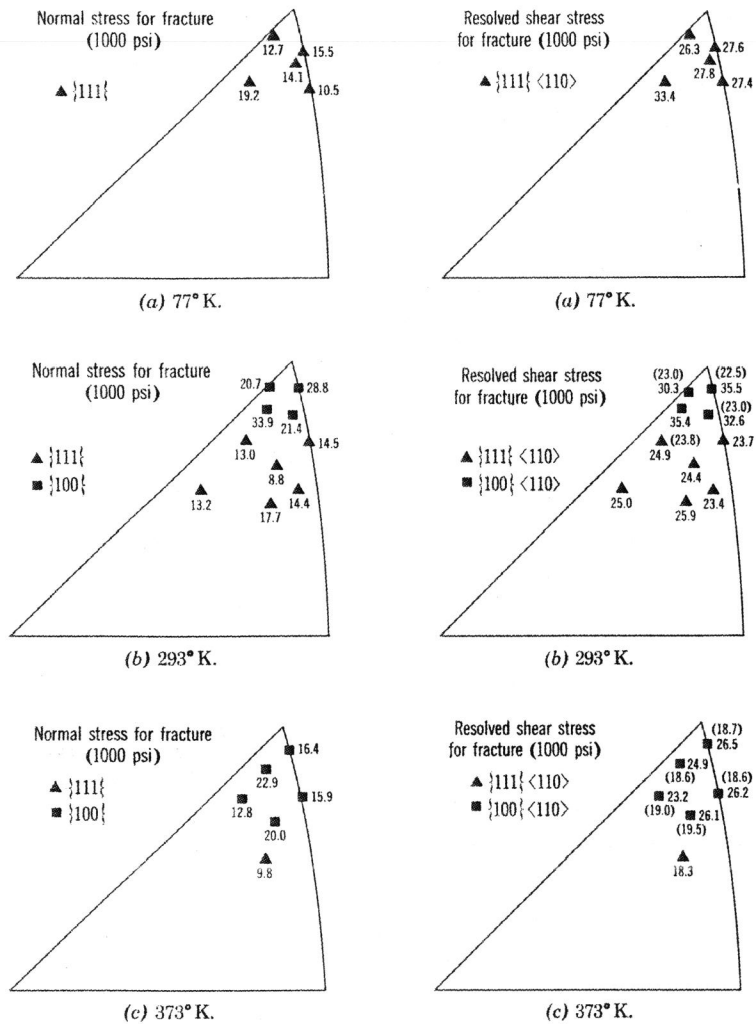 Normal stress for fracture
(1000 psi)
▲ }111{
12.7
15.5
14.1
19.2
10.5
(a) 77°K.
Resolved shear stress
for fracture (1000 psi)
▲ }111{ <110>
26.3
27.6
27.8
27.4
33.4
(a) 77°K.
Normal stress for fracture
(1000 psi)
▲ }111{
■ }100{
20.7
28.8
33.9
21.4
14.5
13.0
8.8
13.2
14.4
17.7
(b) 293°K.
Resolved shear stress
for fracture (1000 psi)
▲ }111{ <110>
■ }100{ <110>
(23.0)
30.3
(22.5)
35.5
35.4
(23.0)
32.6
(23.8)
24.9
23.7
24.4
25.0
25.9
23.4
(b) 293°K.
Normal stress for fracture
(1000 psi)
▲ }111{
■ }100{
16.4
22.9
12.8
15.9
20.0
9.8
(c) 373°K.
Resolved shear stress
for fracture (1000 psi)
▲ }111{ <110>
■ }100{ <110>
(18.7)
26.5
24.9
(18.6)
(18.6)
26.2
23.2
(19.0)
26.1
(19.5)
18.3
(c) 373°K.